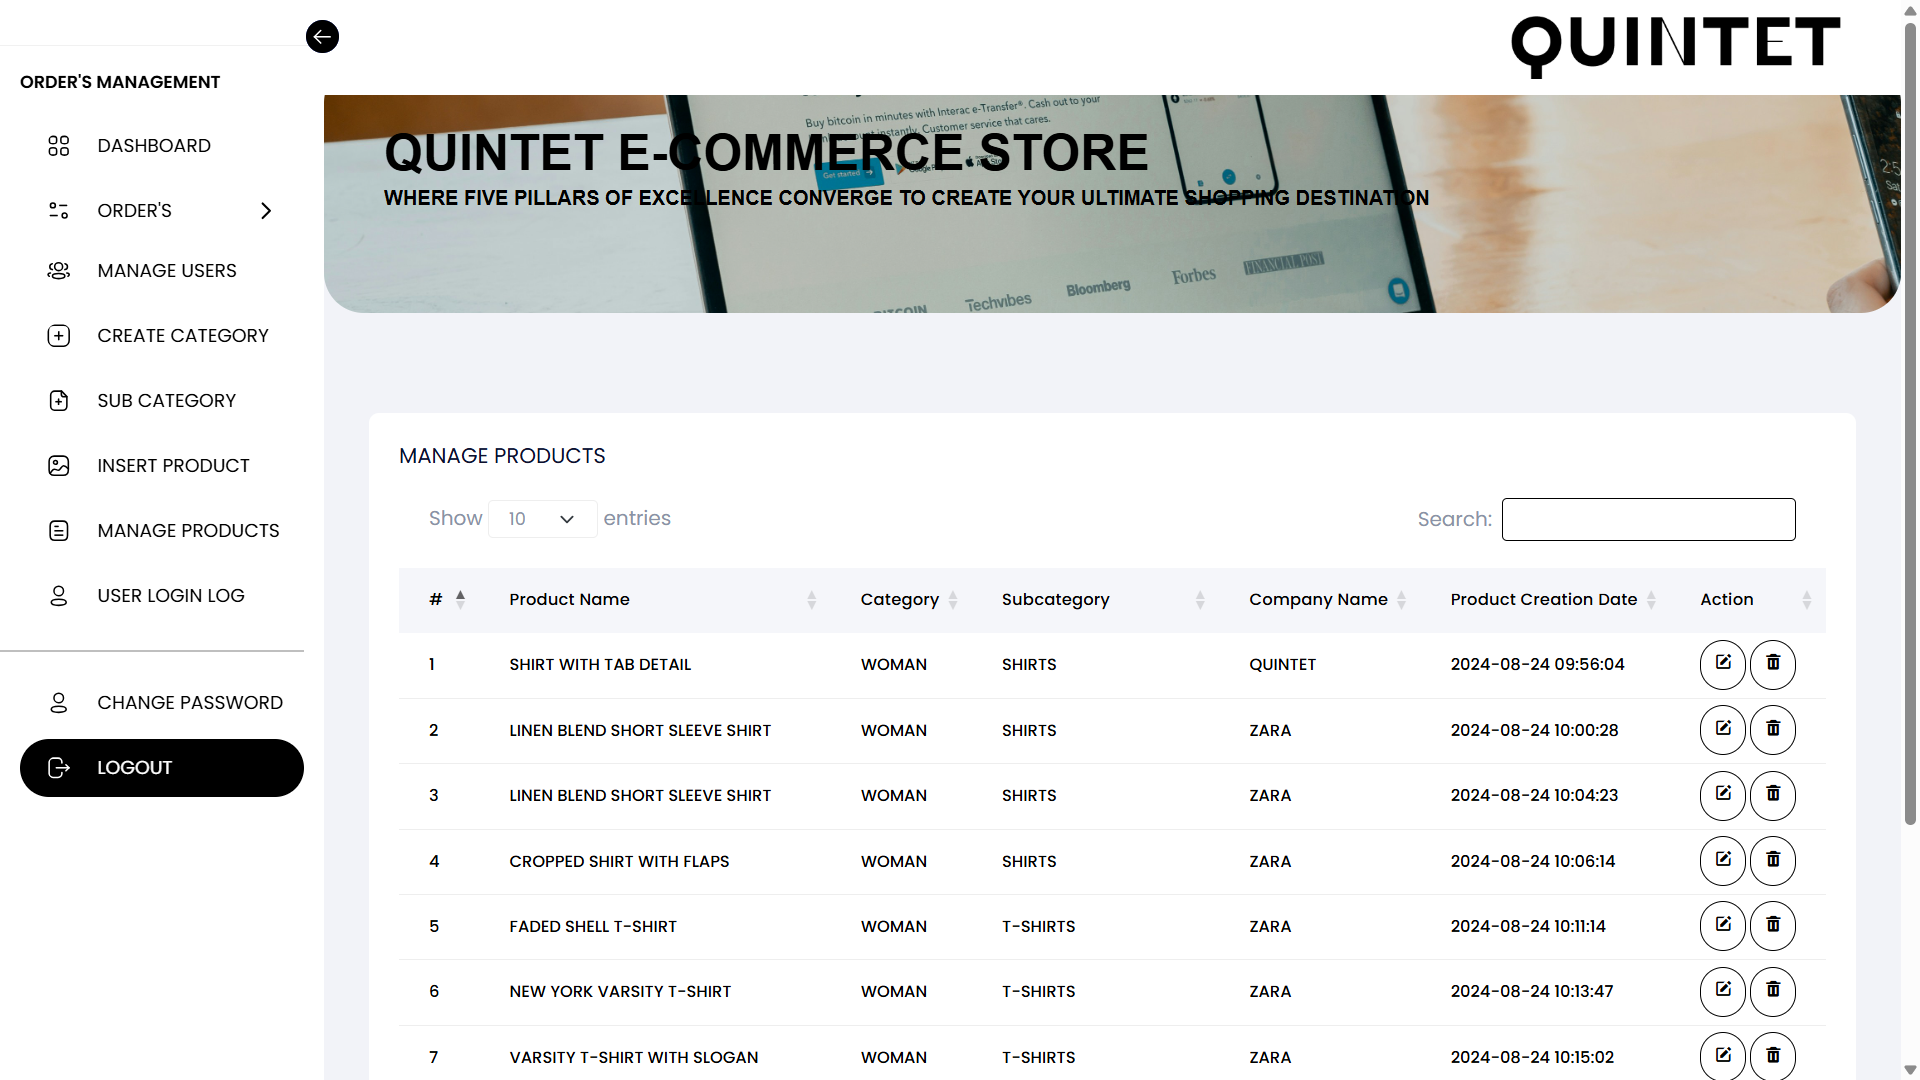 QUINTET
ORDER'S MANAGEMENT
DASHBOARD
ORDER'S
MANAGE USERS
CREATE CATEGORY
SUB CATEGORY
INSERT PRODUCT
MANAGE PRODUCTS
USER LOGIN LOG
CHANGE PASSWORD
LOGOUT
Buy bitcoin in minutes with Interac e-Transfer®. Cash out to your
instantly. Customer service that cares.
QUINTET E-COMMERCE STORE
Get started
WHERE FIVE PILLARS OF EXCELLENCE CONVERGE TO CREATE YOUR ULTIMATE SHOPPING DESTINATION
Techvibes Bloomberg Forbes FINANCIAL POST
MANAGE PRODUCTS
Show 10 entries Search:
# Product Name Category Subcategory Company Name Product Creation Date Action
1 SHIRT WITH TAB DETAIL WOMAN SHIRTS QUINTET 2024-08-24 09:56:04
2 LINEN BLEND SHORT SLEEVE SHIRT WOMAN SHIRTS ZARA 2024-08-24 10:00:28
3 LINEN BLEND SHORT SLEEVE SHIRT WOMAN SHIRTS ZARA 2024-08-24 10:04:23
4 CROPPED SHIRT WITH FLAPS WOMAN SHIRTS ZARA 2024-08-24 10:06:14
5 FADED SHELL T-SHIRT WOMAN T-SHIRTS ZARA 2024-08-24 10:11:14
6 NEW YORK VARSITY T-SHIRT WOMAN T-SHIRTS ZARA 2024-08-24 10:13:47
7 VARSITY T-SHIRT WITH SLOGAN WOMAN T-SHIRTS ZARA 2024-08-24 10:15:02